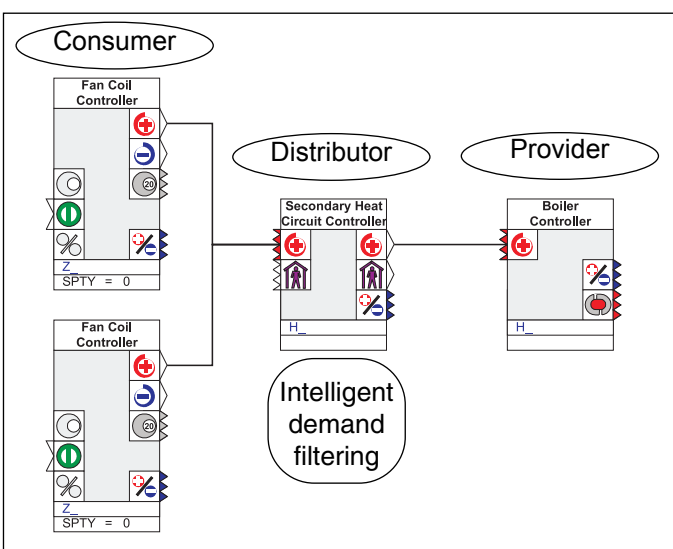 Consumer
Fan Coil
Controller
20
Z_
SPTY = 0
Distributor
Secondary Heat
Circuit Controller
H_
Provider
Boiler
Controller
H_
Fan Coil
Controller
20
Z_
SPTY = 0
Intelligent
demand
filtering